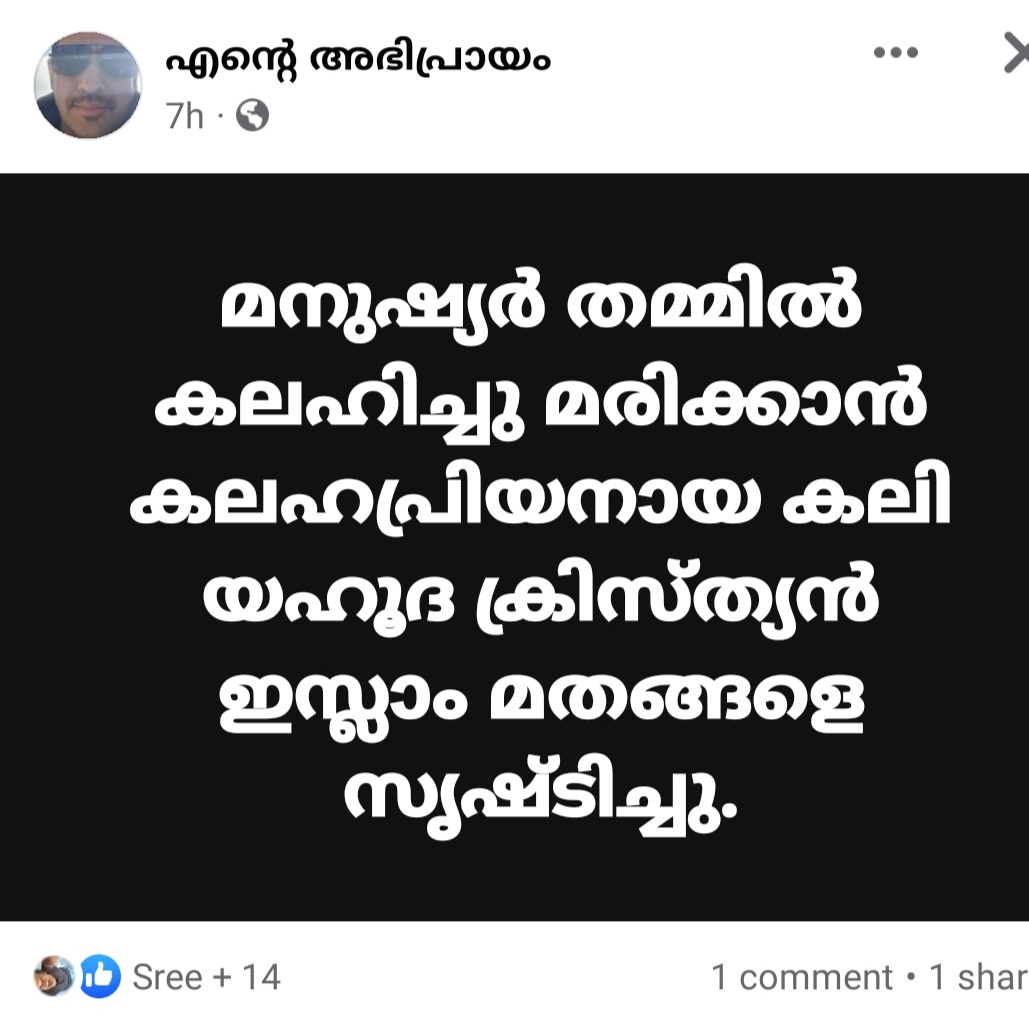 എന്റെ അഭിപ്രായം
7h ·
മനുഷ്യർ തമ്മിൽ
കലഹിച്ചു മരിക്കാൻ
കലഹപ്രിയനായ കലി
യഹൂദ ക്രിസ്ത്യൻ
ഇസ്ലാം മതങ്ങളെ
സൃഷ്ടിച്ചു.
Sree + 14
1 comment • 1 shar